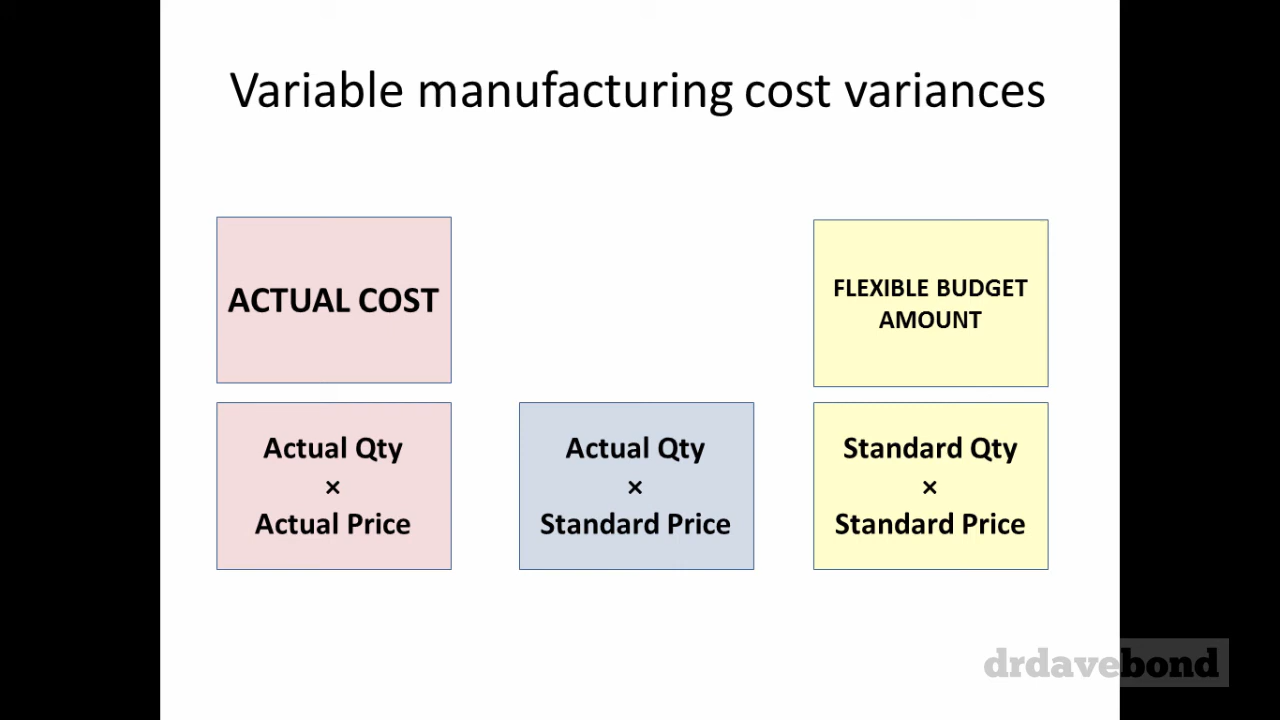 Variable manufacturing cost variances
ACTUAL COST
FLEXIBLE BUDGET
AMOUNT
Actual Qty
×
Actual Price
Actual Qty
×
Standard Price
Standard Qty
×
Standard Price
drdavebond